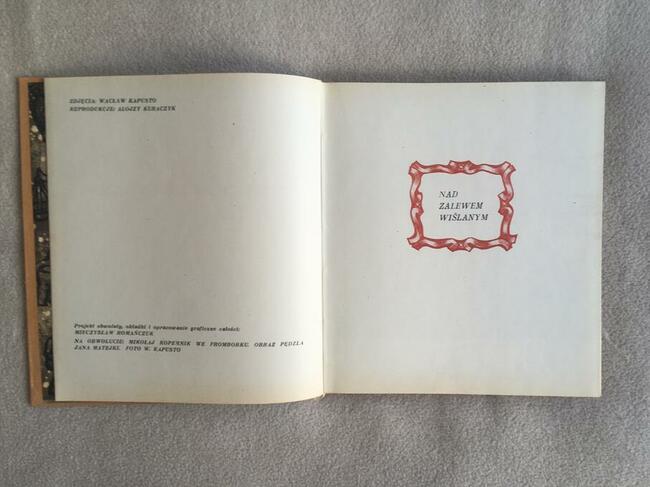 ZDJĘCIA: WACŁAW KAPUSTO
REPRODUKCJE: ALOJZY KURACZYK
Projekt obwoluty, okładki i opracowanie graficzne całości:
MIECZYSŁAW ROMAŃCZUK
NA OBWOLUCIE: MIKOŁAJ KOPERNIK WE FROMBORKU. OBRAZ PĘDZLA
JANA MATEJKI. FOTO W. KAPUSTO
NAD
ZALEWEM
WIŚLANYM